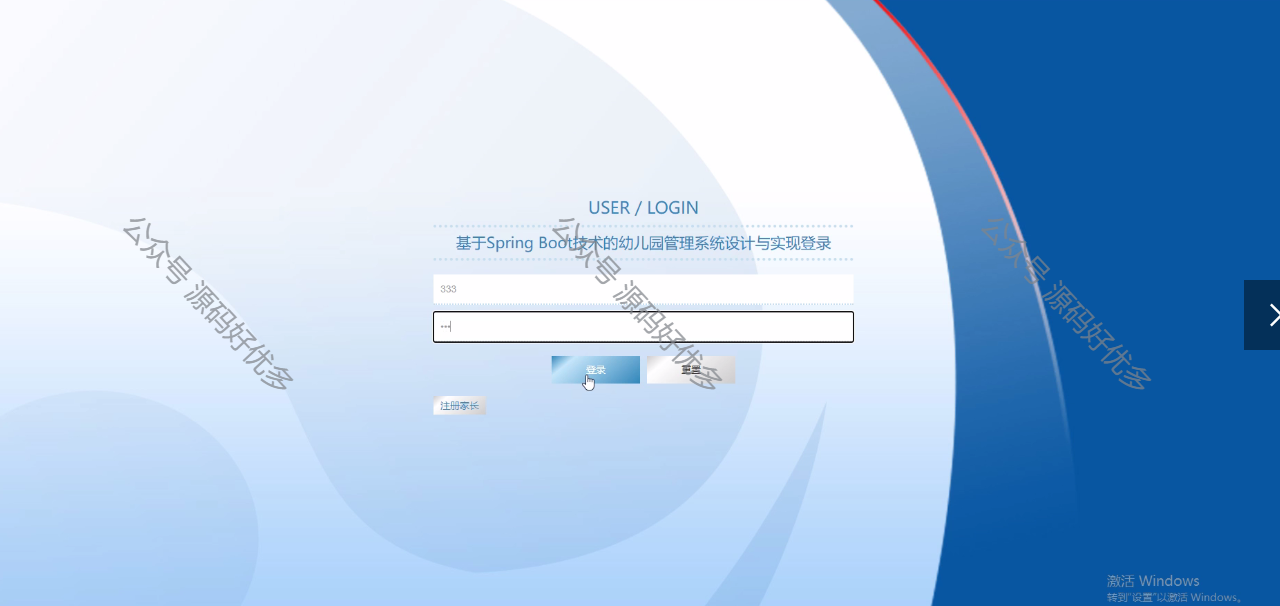 USER / LOGIN
基于Spring Boot技术的幼儿园管理系统设计与实现登录
333
•••
登录
重置
注册家长
公众号 源码好优多
公众号 源码好优多
公众号 源码好优多
激活 Windows
转到"设置"以激活 Windows。